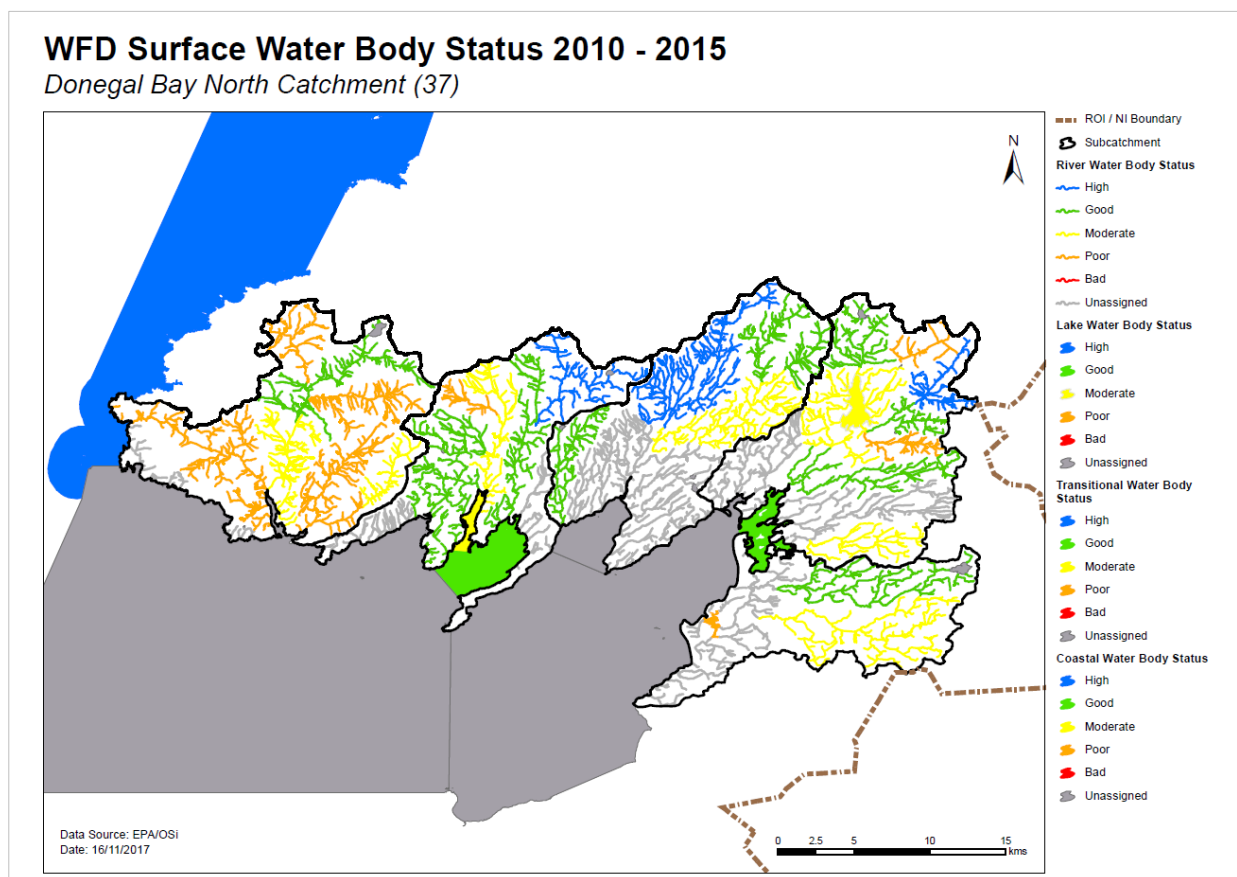 WFD Surface Water Body Status 2010 - 2015
Donegal Bay North Catchment (37)
N
ROI / NI Boundary
Subcatchment
River Water Body Status
High
Good
Moderate
Poor
Bad
Unassigned
Lake Water Body Status
High
Good
Moderate
Poor
Bad
Unassigned
Transitional Water Body
Status
High
Good
Moderate
Poor
Bad
Unassigned
Coastal Water Body Status
High
Good
Moderate
Poor
Bad
Unassigned
Data Source: EPA/OSi
Date: 16/11/2017
0 2.5 5 10 15
kms